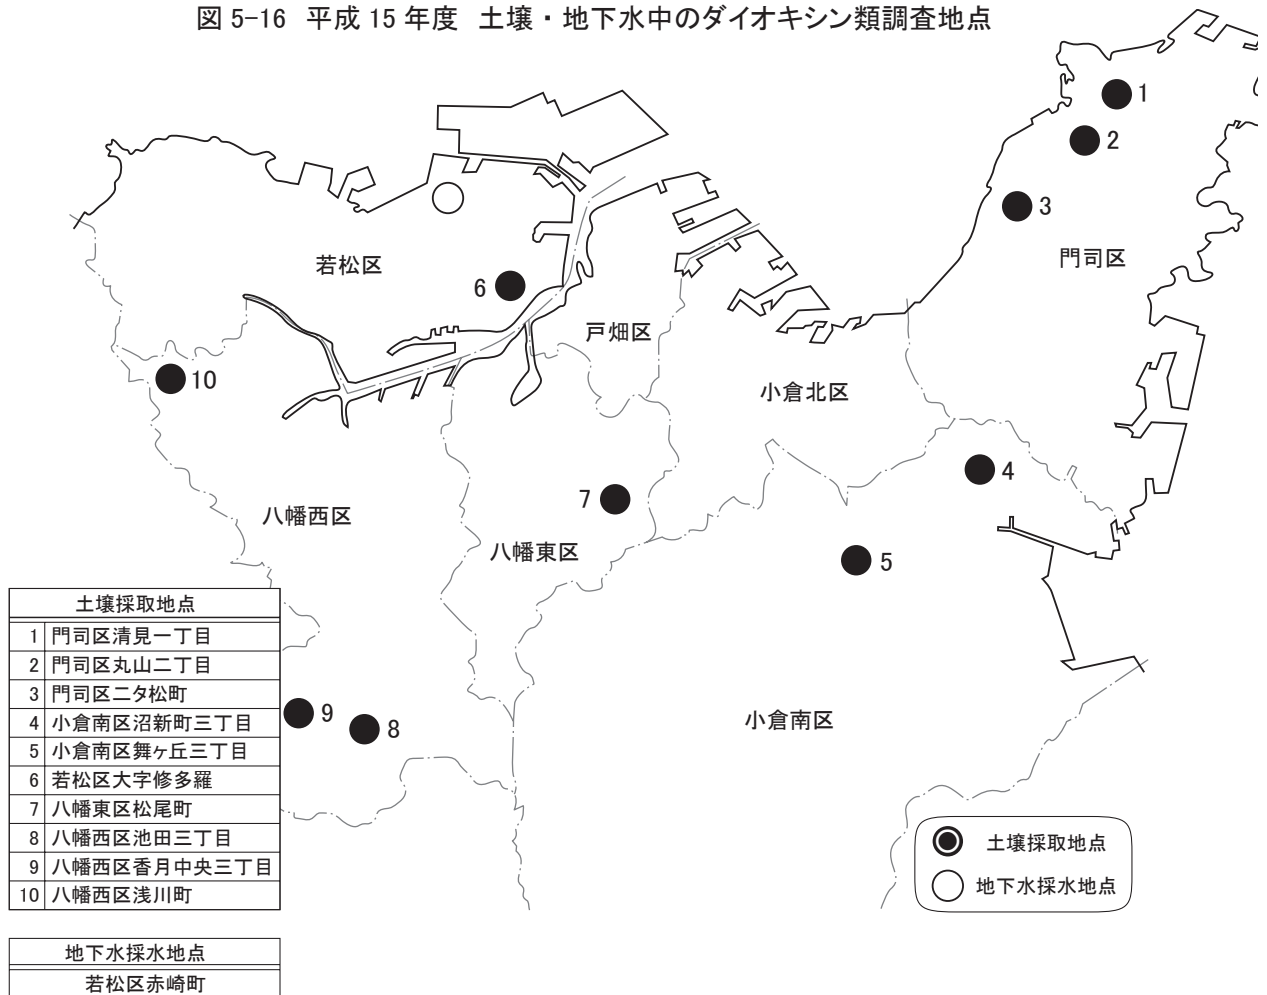 図 5-16 平成 15 年度 土壌・地下水中のダイオキシン類調査地点
1
2
3
門司区
若松区
6
戸畑区
10
小倉北区
4
7
八幡西区
八幡東区
5
土壌採取地点
1 門司区清見一丁目
2 門司区丸山二丁目
3 門司区二タ松町
4 小倉南区沼新町三丁目
5 小倉南区舞ヶ丘三丁目
6 若松区大字修多羅
7 八幡東区松尾町
8 八幡西区池田三丁目
9 八幡西区香月中央三丁目
10 八幡西区浅川町
9
8
小倉南区
土壌採取地点
地下水採水地点
地下水採水地点
若松区赤崎町